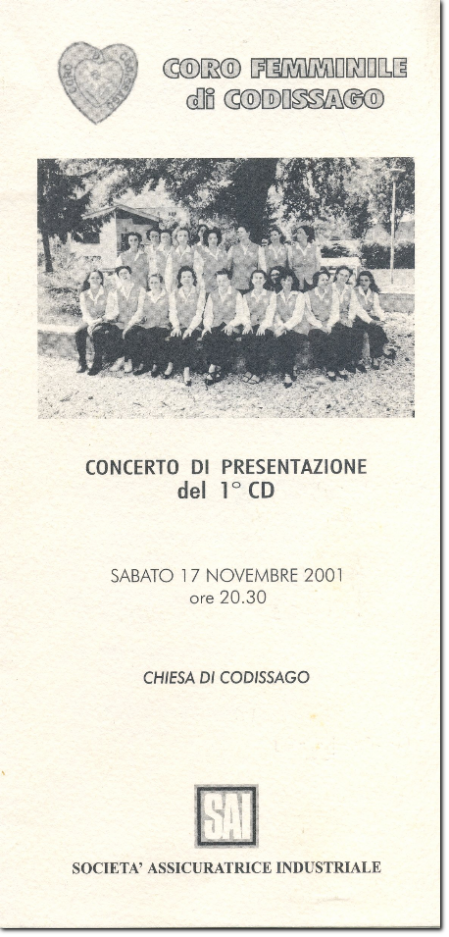 CORO FEMMINILE
di CODISSAGO
CONCERTO DI PRESENTAZIONE
del 1° CD
SABATO 17 NOVEMBRE 2001
ore 20.30
CHIESA DI CODISSAGO
SAI
SOCIETA' ASSICURATRICE INDUSTRIALE